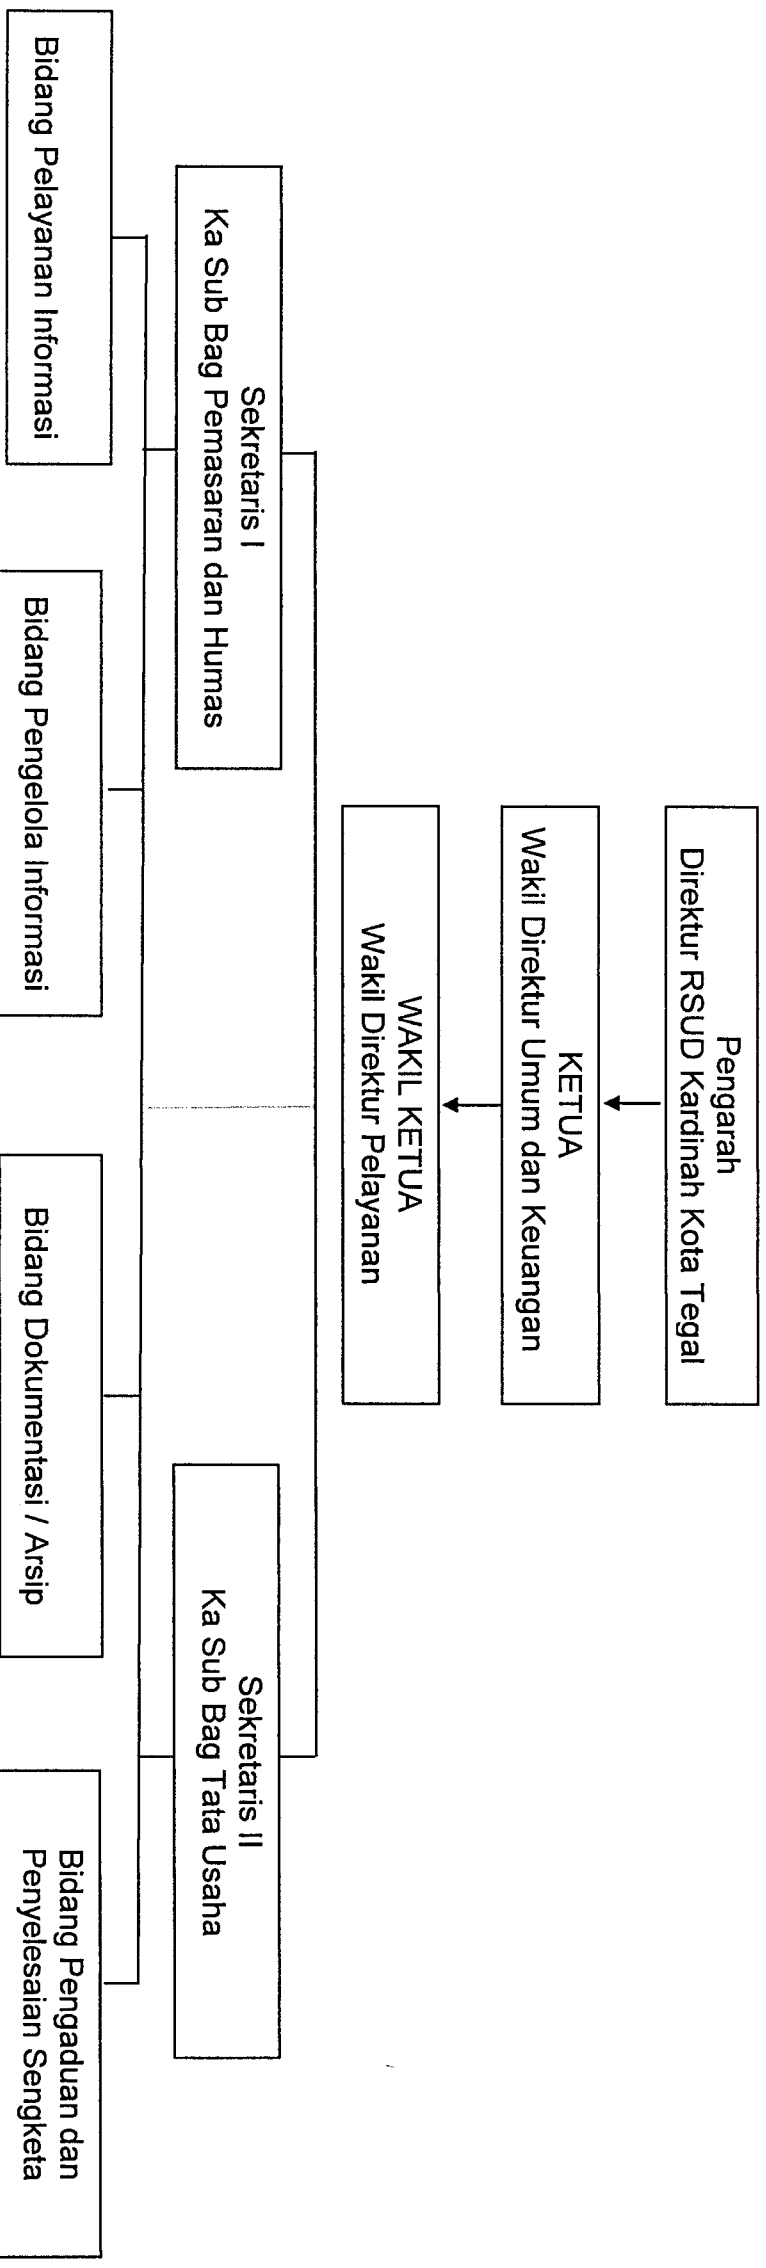 Pengarah
Direktur RSUD Kardinah Kota Tegal
KETUA
Wakil Direktur Umum dan Keuangan
WAKIL KETUA
Wakil Direktur Pelayanan
Sekretaris I
Ka Sub Bag Pemasaran dan Humas
Sekretaris II
Ka Sub Bag Tata Usaha
Bidang Pelayanan Informasi
Bidang Pengelola Informasi
Bidang Dokumentasi / Arsip
Bidang Pengaduan dan
Penyelesaian Sengketa